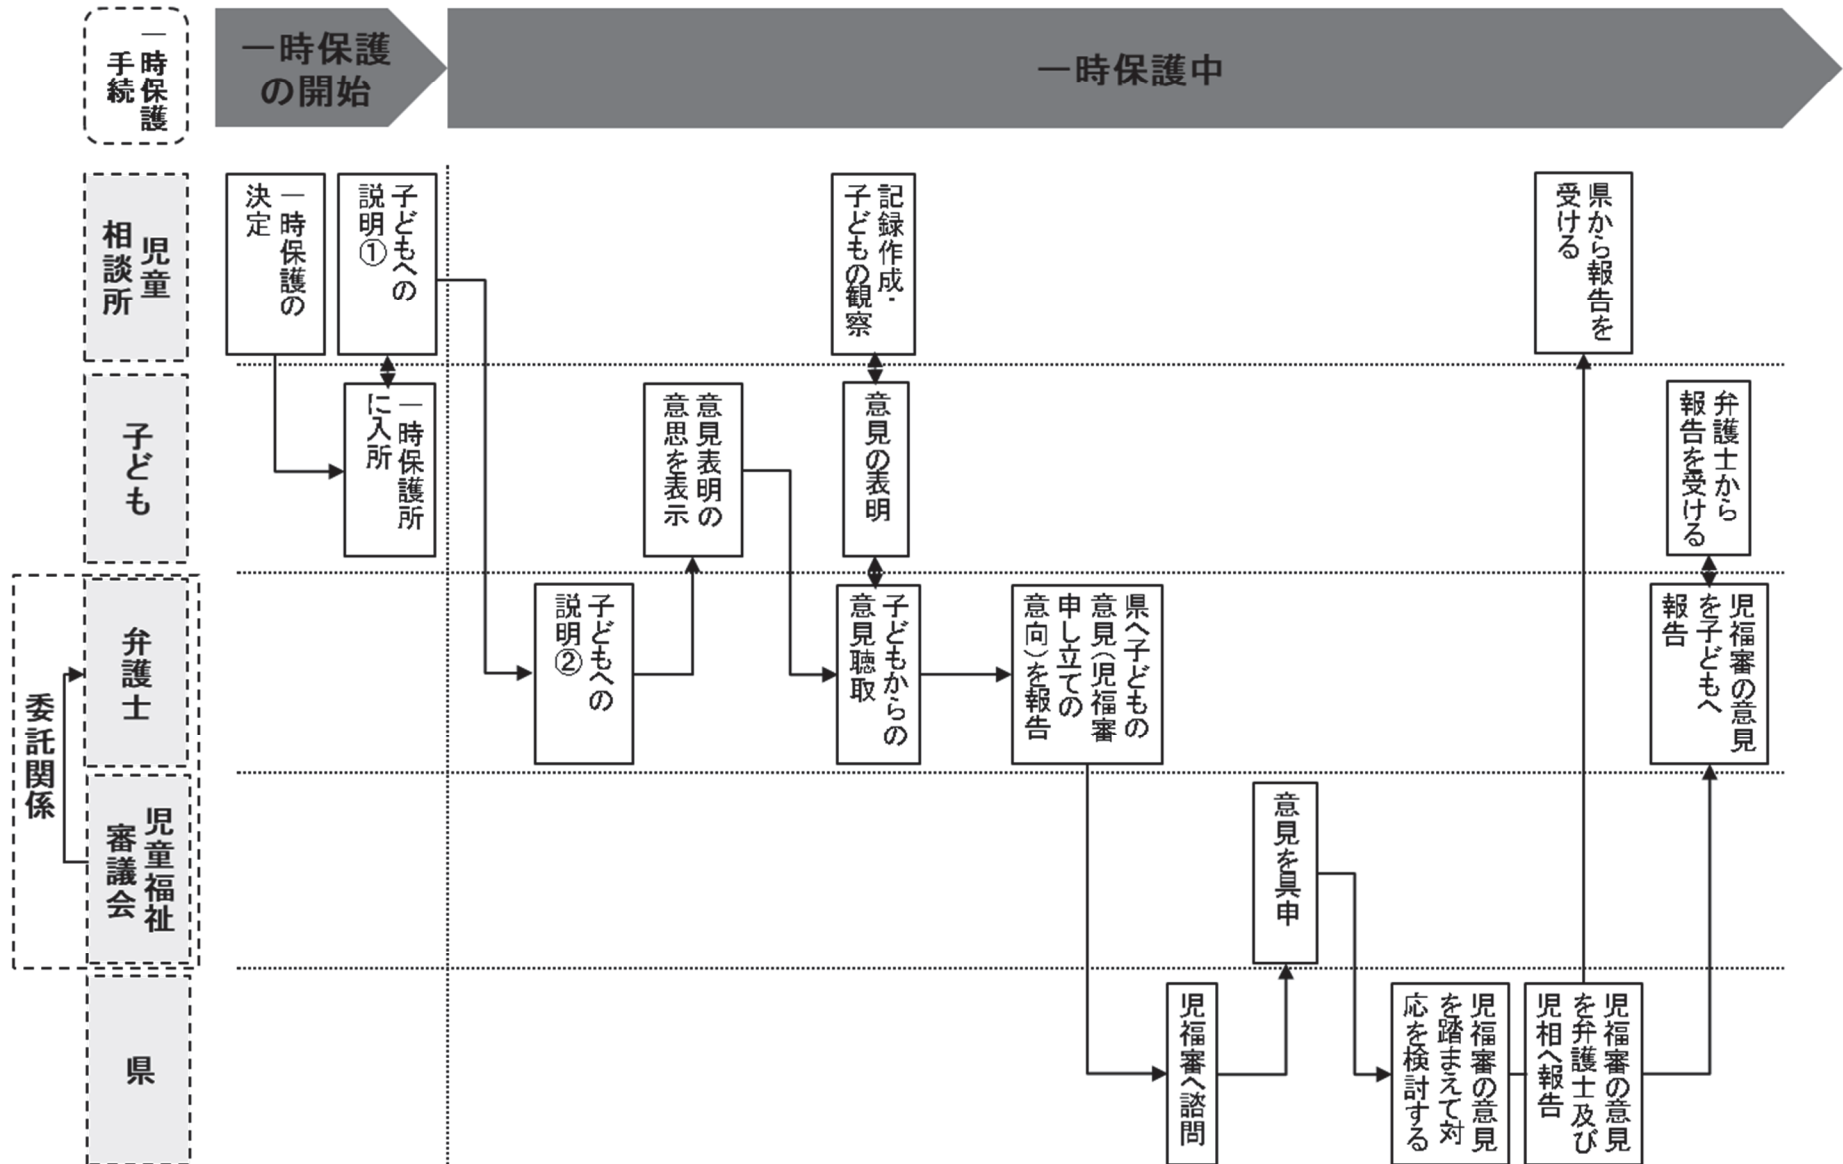 一時保護
手続
一時保護
の開始
一時保護中
児童
相談所
一時保護の
決定
子どもへの
説明①
記録作成・
子どもの観察
県から報告を
受ける
子ども
一時保護所
に入所
意見表明の
意思を表示
意見の表明
弁護士から
報告を受ける
委託関係
弁護士
子どもへの
説明②
子どもからの
意見聴取
県へ子どもの
意見(児福審
申し立ての
意向)を報告
児福審の意見
を子どもへ
報告
児童福祉
審議会
意見を具申
県
児福審へ諮問
児福審の意見
を踏まえて対
応を検討する
児福審の意見
を弁護士及び
児相へ報告